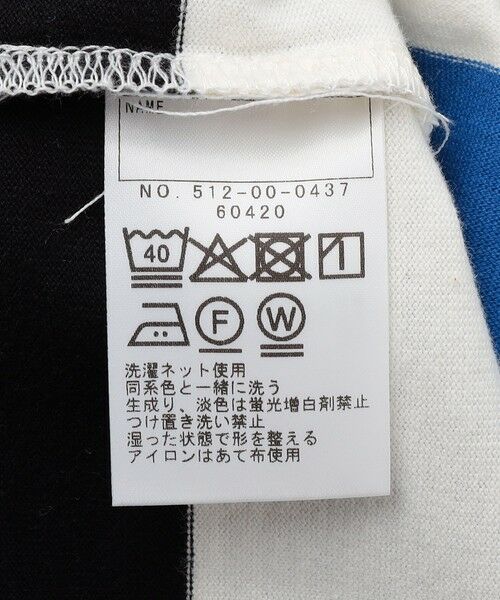 NAME
NO. 512-00-0437
60420
40
F W
洗濯ネット使用
同系色と一緒に洗う
生成り、淡色は蛍光増白剤禁止
つけ置き洗い禁止
湿った状態で形を整える
アイロンはあて布使用